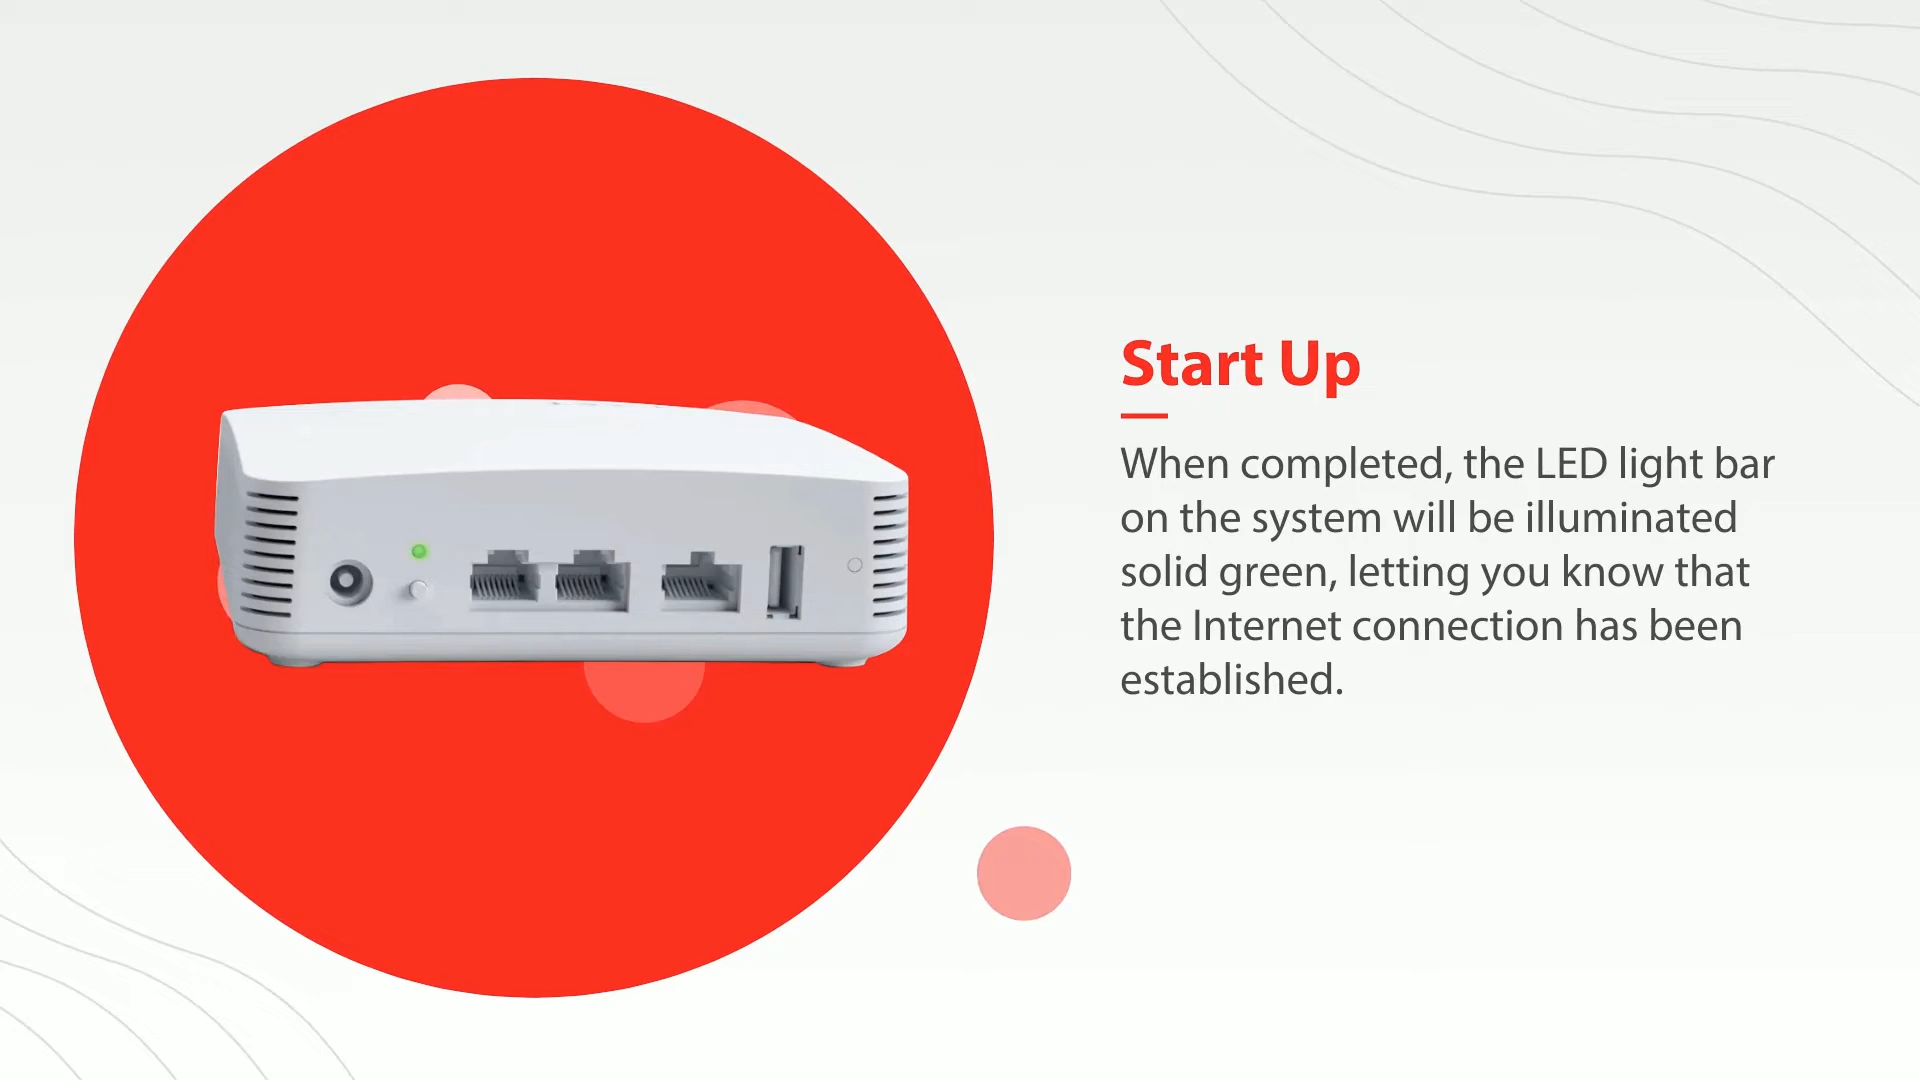 Start Up
When completed, the LED light bar
on the system will be illuminated
solid green, letting you know that
the Internet connection has been
established.